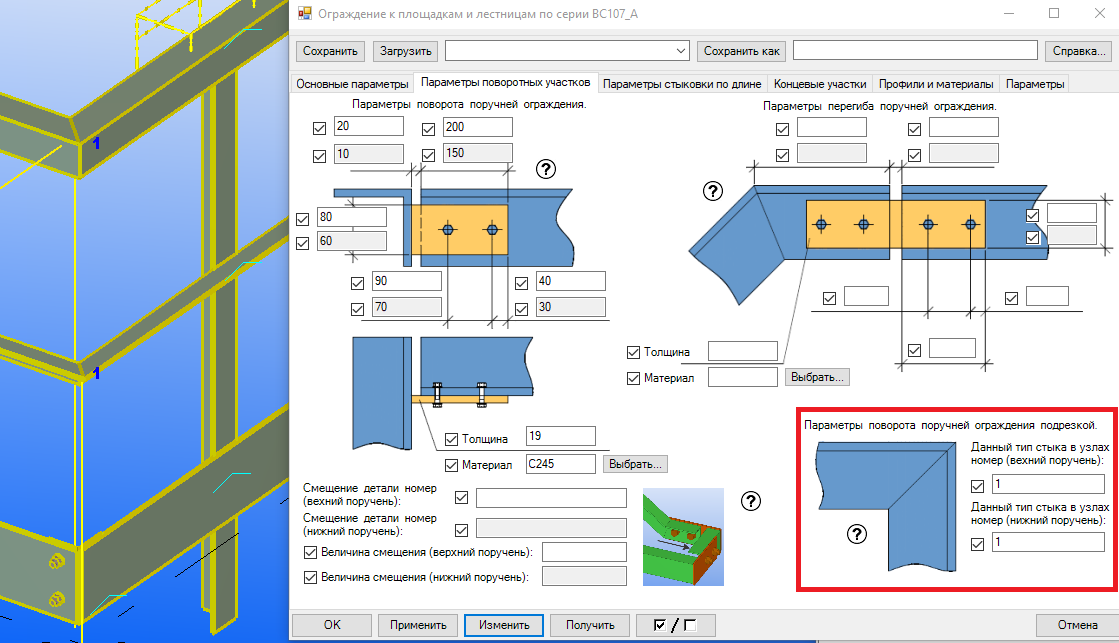 Ограждение к площадкам и лестницам по серии ВС107_А
Сохранить Загрузить Сохранить как Справка...
Основные параметры Параметры поворотных участков Параметры стыковки по длине Концевые участки Профили и материалы Параметры
Параметры поворота поручней ограждения.
20 200
10 150
?
80
60
90 40
70 30
Толщина 19
Материал С245 Выбрать...
Смещение детали номер
(вехний поручень):
Смещение детали номер
(нижний поручень):
Величина смещения (верхний поручень):
Величина смещения (нижний поручень):
?
Параметры перегиба поручней ограждения.
?
Толщина
Материал Выбрать...
Параметры поворота поручней ограждения подрезкой.
Данный тип стыка в узлах
номер (вехний поручень):
1
Данный тип стыка в узлах
номер (нижний поручень):
1
?
1
1
OK Применить Изменить Получить / Отмена